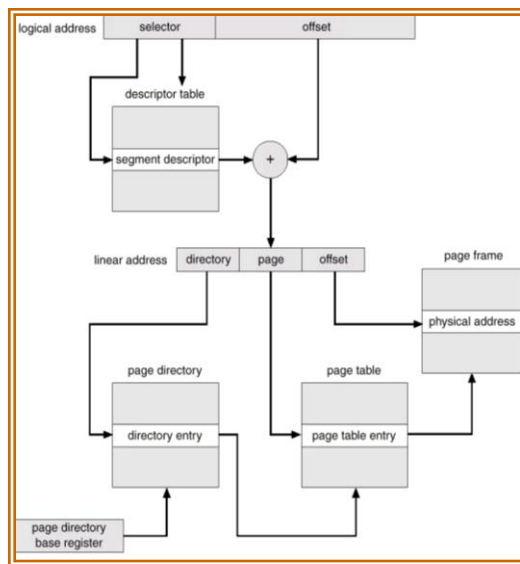 logical address
selector
offset
descriptor table
segment descriptor
+
linear address
directory
page
offset
page frame
physical address
page directory
page table
directory entry
page table entry
page directory
base register